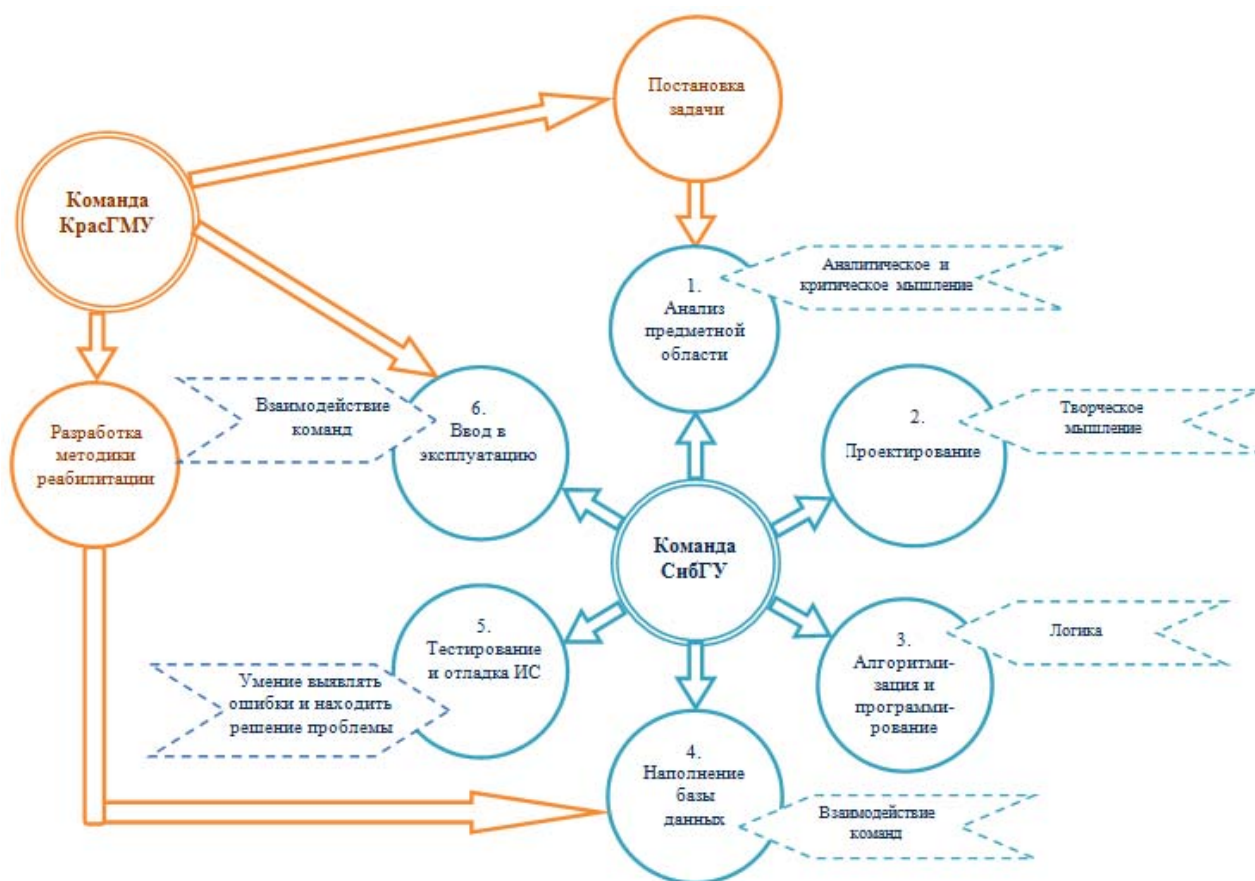 Постановка
задачи
Команда
КрасГМУ
1.
Анализ
предметной
области
Аналитическое и
критическое мышление
Разработка
методики
реабилитации
Взаимодействие
команд
6.
Ввод в
эксплуатацию
2.
Проектирование
Творческое
мышление
Команда
СибГУ
5.
Тестирование
и отладка ИС
Умение выявлять
ошибки и находить
решение проблемы
3.
Алгоритми-
зация и
программи-
рование
Логика
4.
Наполнение
базы
данных
Взаимодействие
команд